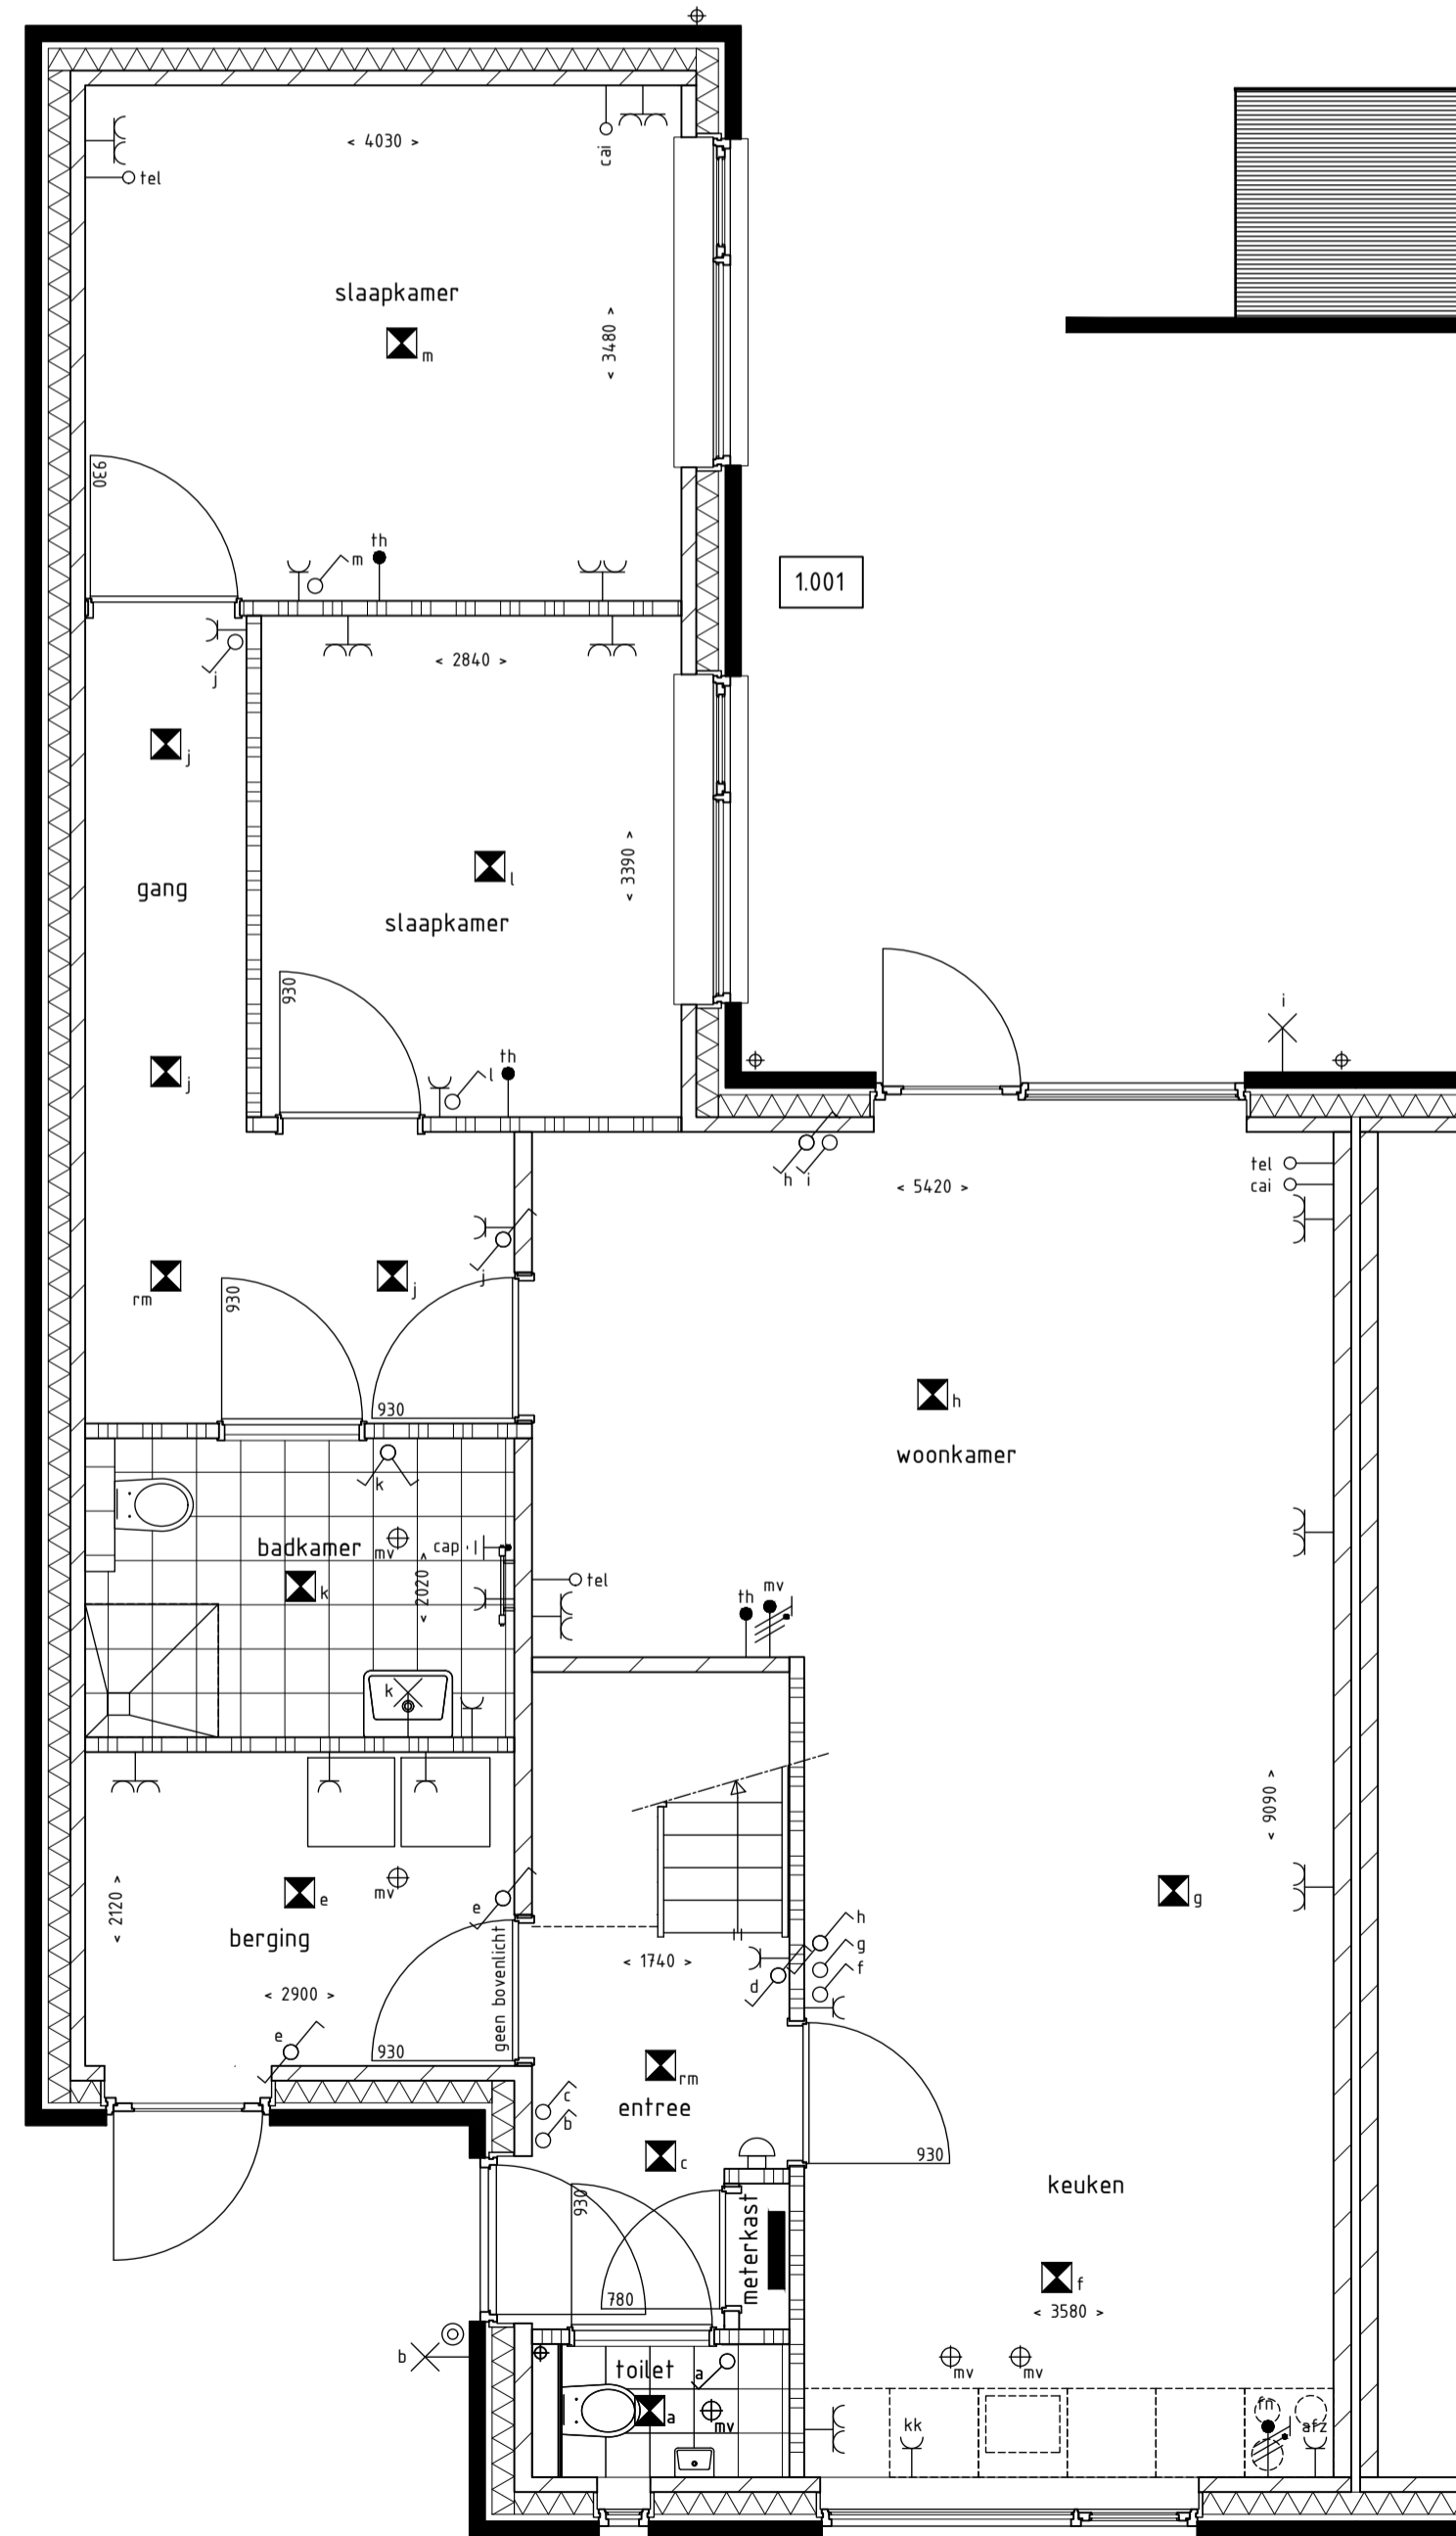 < 4030 >
cai
tel
slaapkamer
m
< 3480 >
930
th
m
1.001
< 2840 >
j
j
l
< 3390 >
gang
slaapkamer
930
i
th
l
j
h i
tel
cai
< 5420 >
j
rm
930
j
930
h
woonkamer
k
badkamer
mv
cap
< 2020 >
k
tel
th
mv
k
< 9090 >
e
mv
e
g
< 2120 >
berging
geen bovenlicht
< 1740 >
h
g
f
d
< 2900 >
e
930
rm
c
b
entree
c
930
keuken
930
meterkast
780
f
< 3580 >
b
mv
mv
toilet
a
a
mv
kk
fn
afz